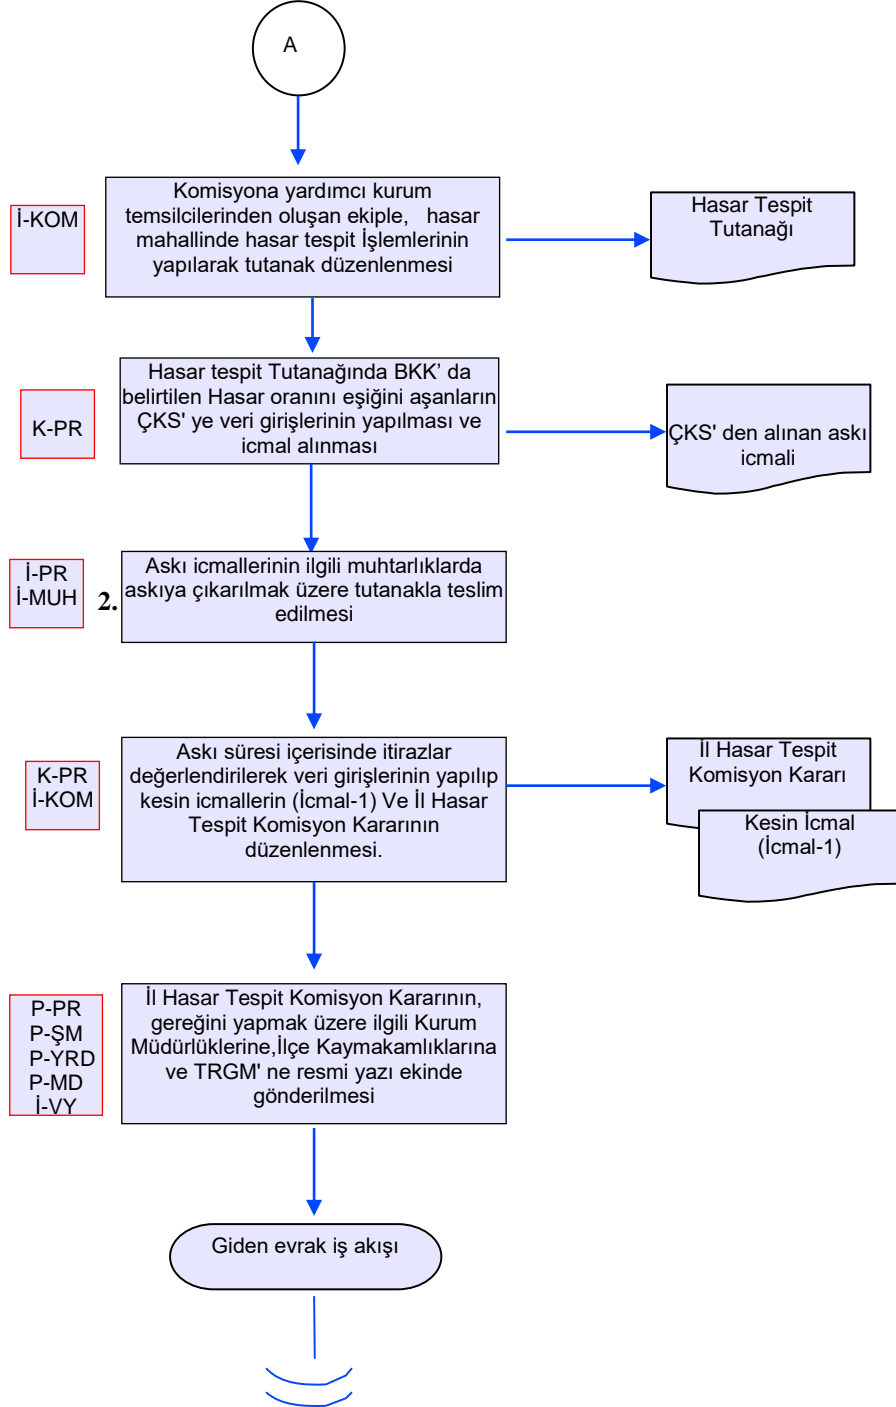 A
İ-KOM
Komisyona yardımcı kurum
temsilcilerinden oluşan ekiple, hasar
mahallinde hasar tespit İşlemlerinin
yapılarak tutanak düzenlenmesi
Hasar Tespit
Tutanağı
K-PR
Hasar tespit Tutanağında BKK’ da
belirtilen Hasar oranını eşiğini aşanların
ÇKS' ye veri girişlerinin yapılması ve
icmal alınması
ÇKS' den alınan askı
icmali
İ-PR
İ-MUH
2.
Askı icmallerinin ilgili muhtarlıklarda
askıya çıkarılmak üzere tutanakla teslim
edilmesi
K-PR
İ-KOM
Askı süresi içerisinde itirazlar
değerlendirilerek veri girişlerinin yapılıp
kesin icmallerin (İcmal-1) Ve İl Hasar
Tespit Komisyon Kararının
düzenlenmesi.
İl Hasar Tespit
Komisyon Kararı
Kesin İcmal
(İcmal-1)
P-PR
P-ŞM
P-YRD
P-MD
İ-VY
İl Hasar Tespit Komisyon Kararının,
gereğini yapmak üzere ilgili Kurum
Müdürlüklerine,İlçe Kaymakamlıklarına
ve TRGM' ne resmi yazı ekinde
gönderilmesi
Giden evrak iş akışı